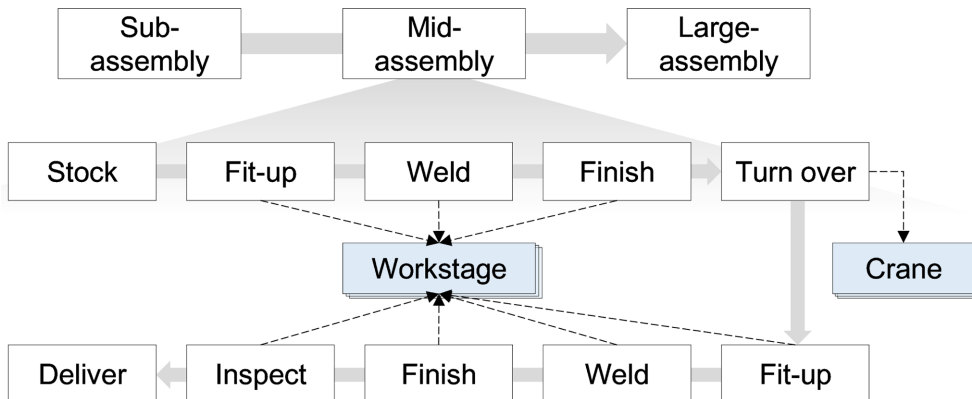 Sub-
assembly
Mid-
assembly
Large-
assembly
Stock
Fit-up
Weld
Finish
Turn over
Workstage
Crane
Deliver
Inspect
Finish
Weld
Fit-up